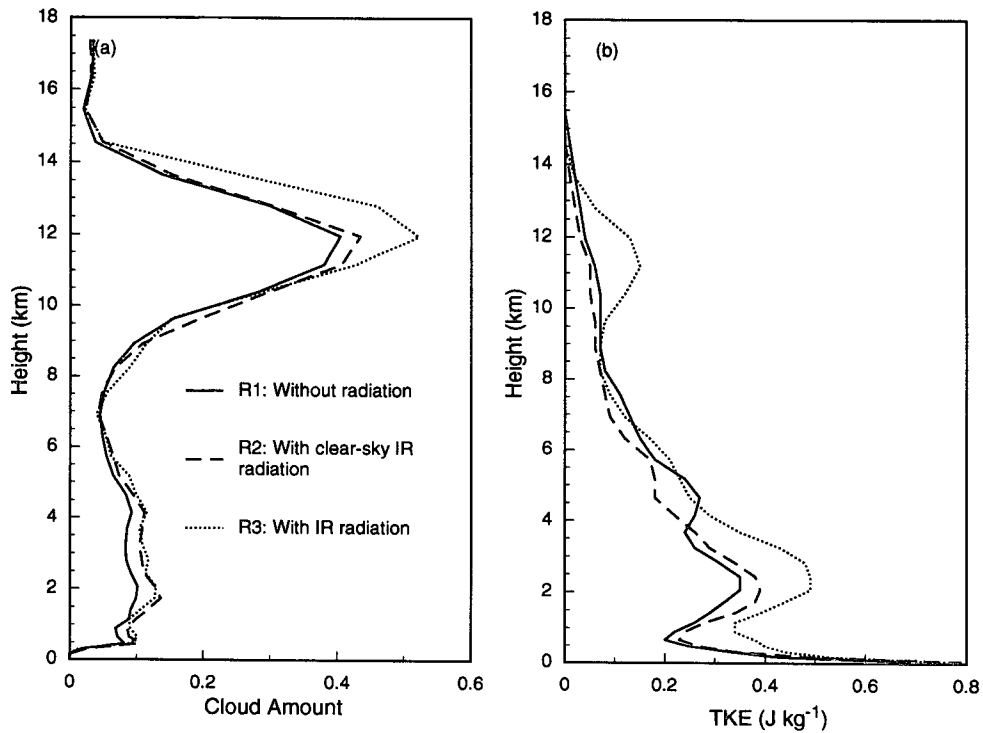 (a)
18
16
14
12
10
8
6
4
2
0
Height (km)
R1: Without radiation
R2: With clear-sky IR
radiation
R3: With IR radiation
0
0.2
0.4
0.6
Cloud Amount
(b)
18
16
14
12
10
8
6
4
2
0
Height (km)
0
0.2
0.4
0.6
0.8
TKE (J kg⁻¹)